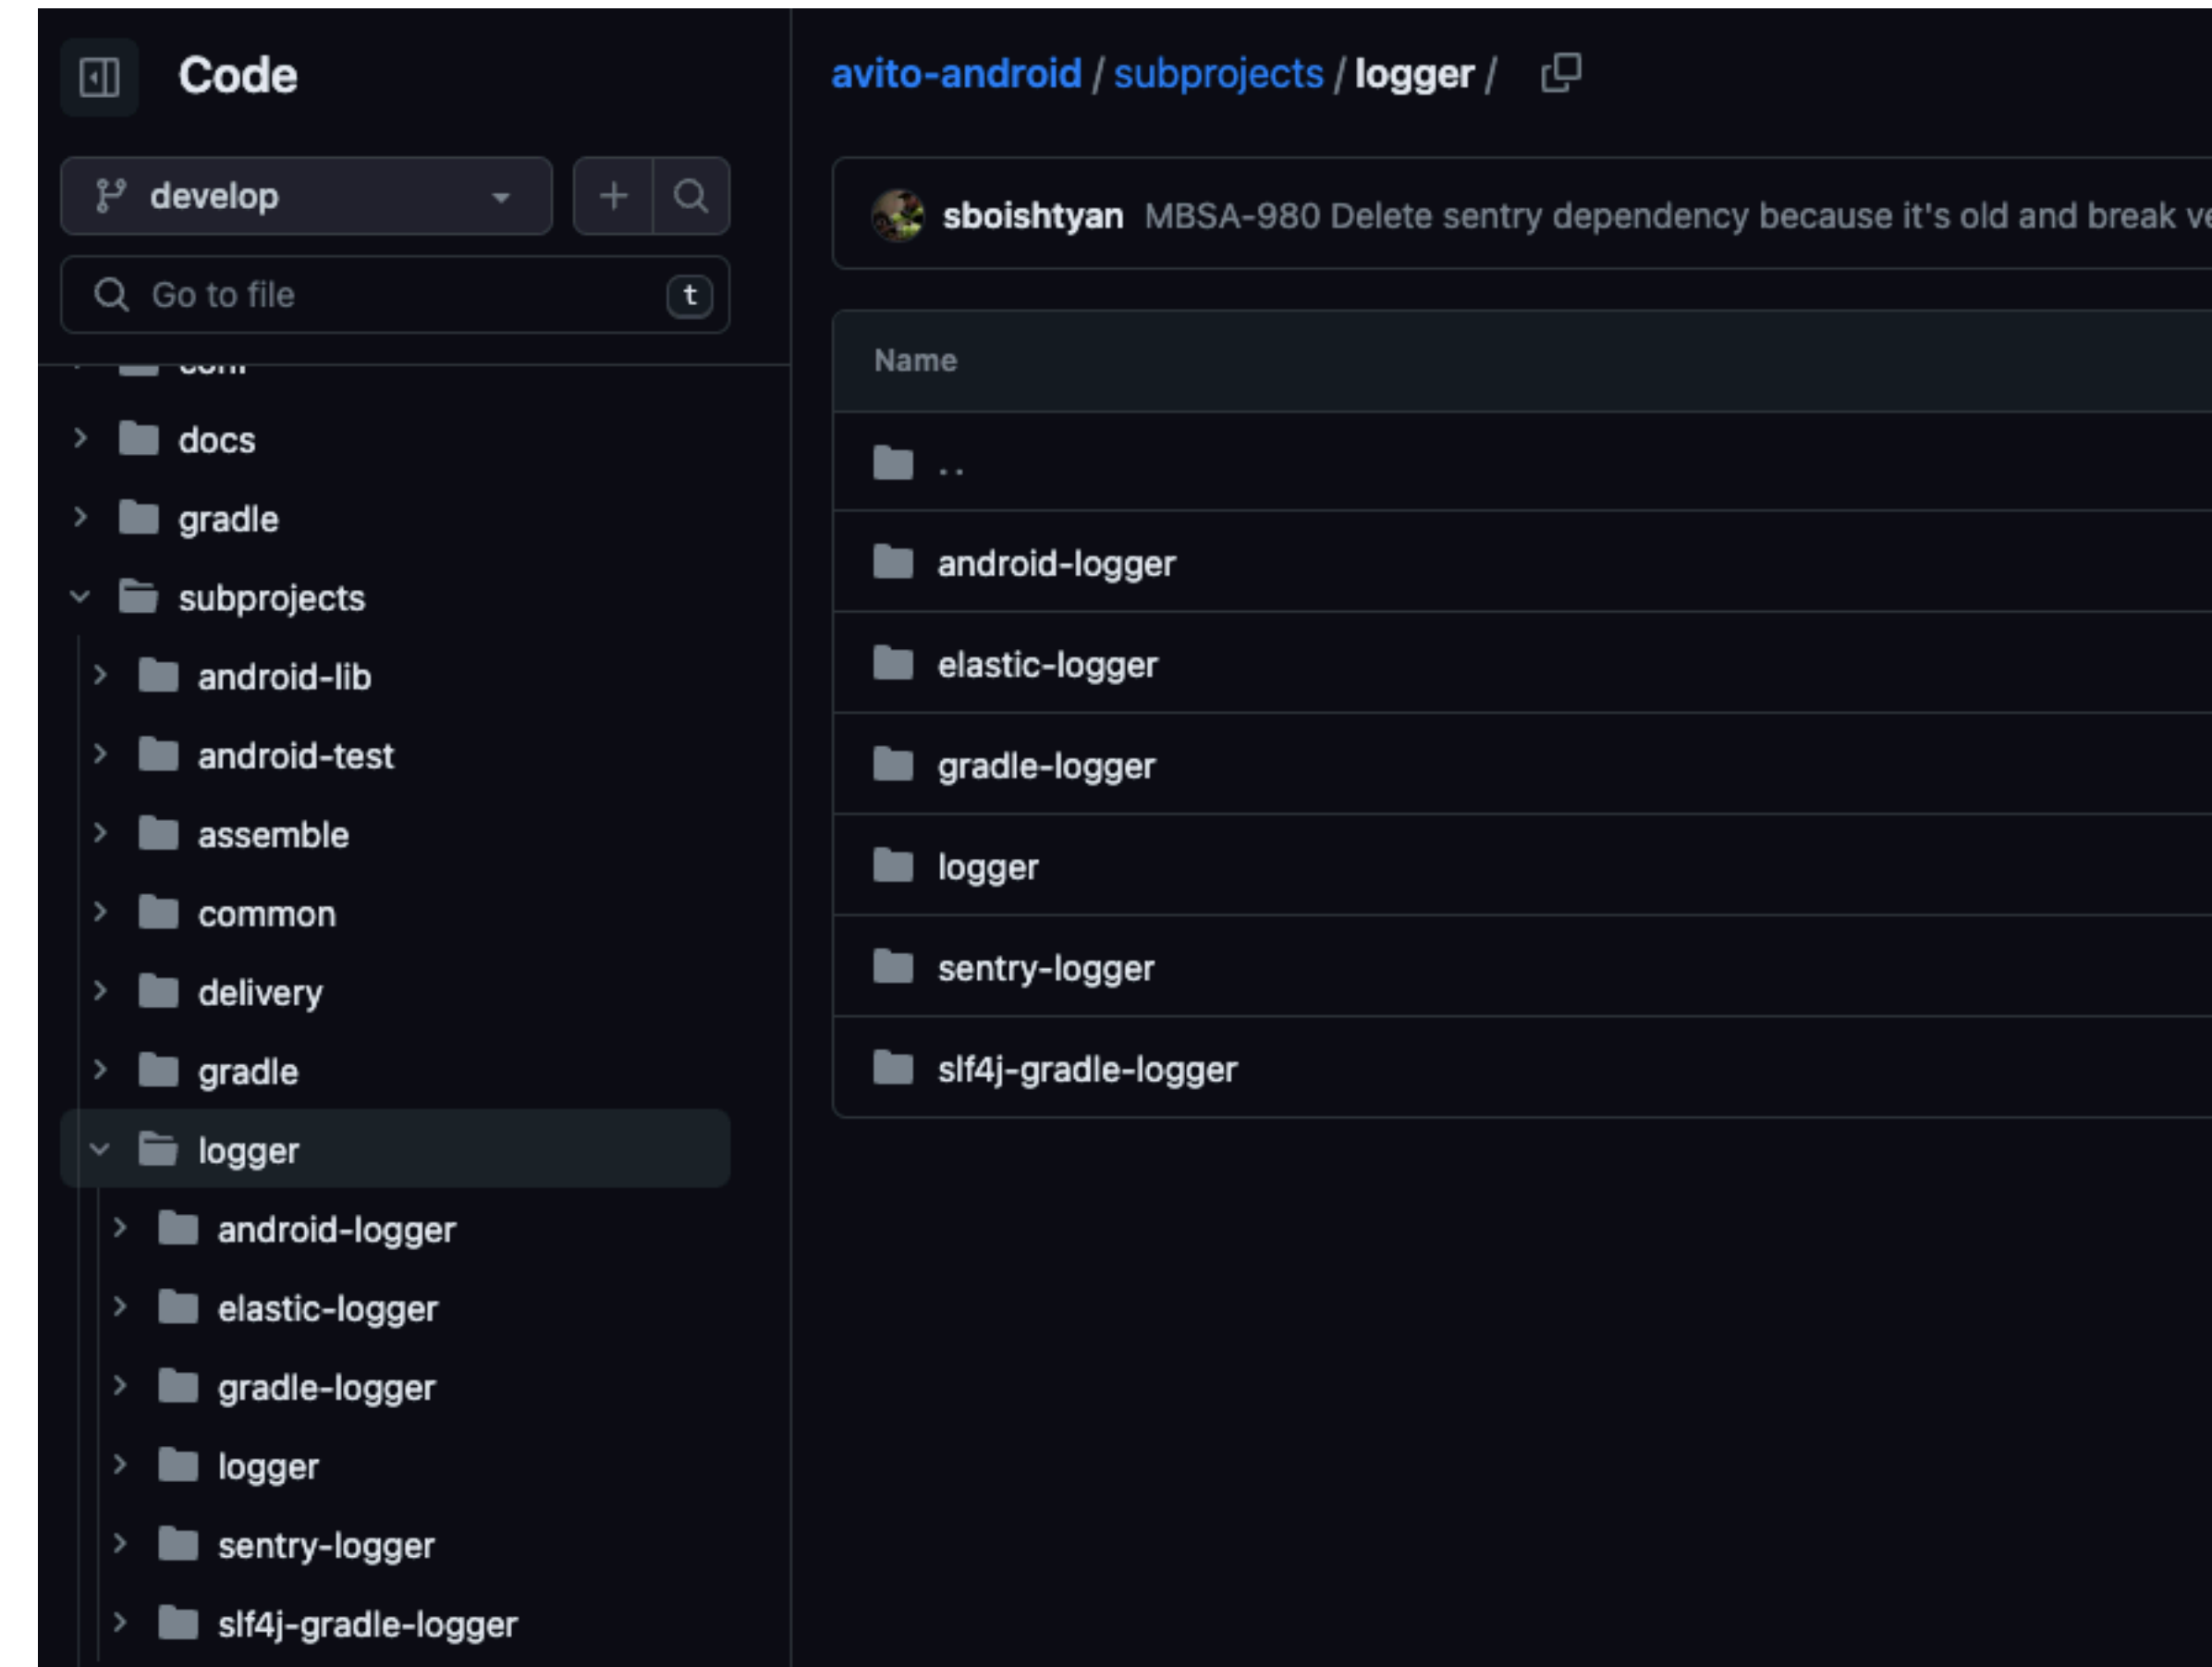 Code
develop
Go to file
t
docs
gradle
subprojects
android-lib
android-test
assemble
common
delivery
gradle
logger
android-logger
elastic-logger
gradle-logger
logger
sentry-logger
slf4j-gradle-logger
avito-android / subprojects / logger /
sboishtyan MBSA-980 Delete sentry dependency because it's old and break
Name
..
android-logger
elastic-logger
gradle-logger
logger
sentry-logger
slf4j-gradle-logger